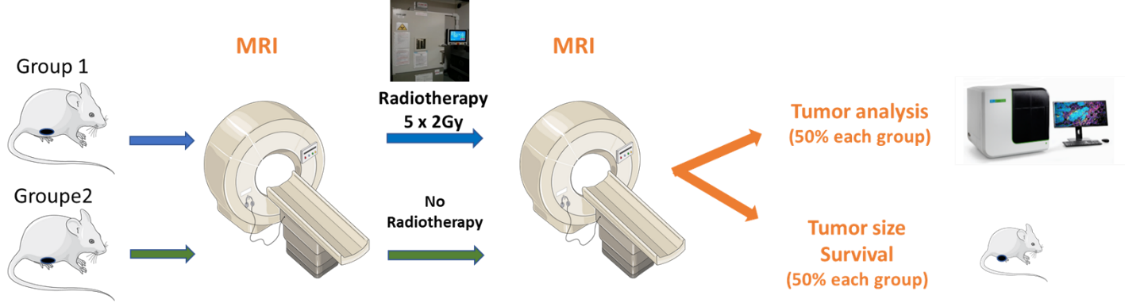 Group 1
MRI
Radiotherapy
5 x 2Gy
MRI
Tumor analysis
(50% each group)
Groupe2
No
Radiotherapy
Tumor size
Survival
(50% each group)